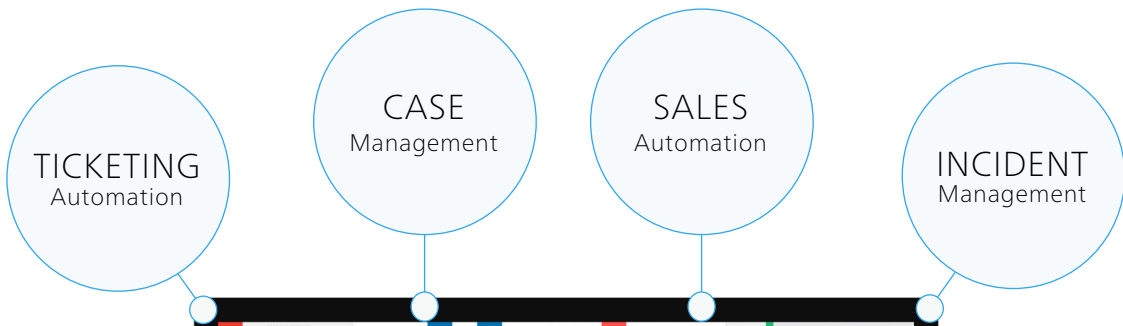 TICKETING
Automation
CASE
Management
SALES
Automation
INCIDENT
Management